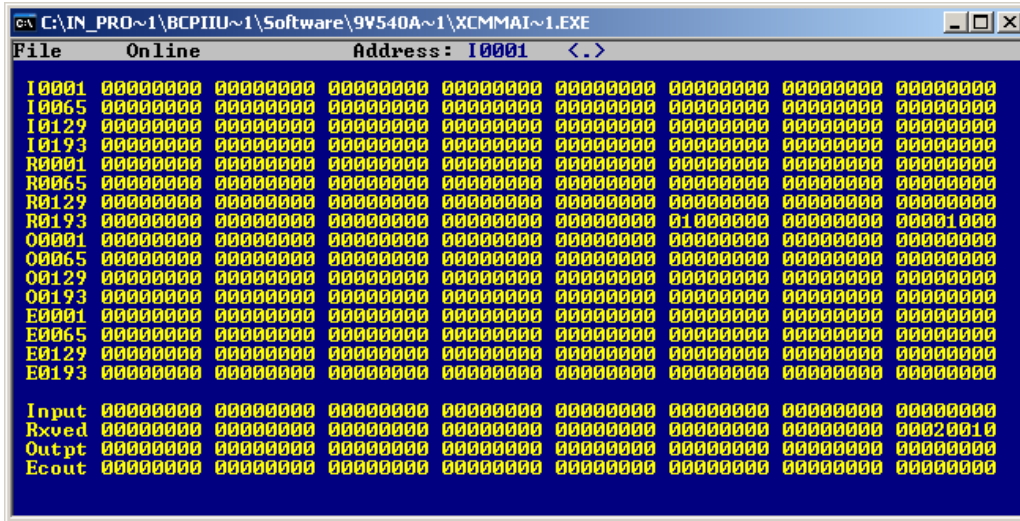 C:\IN_PRO~1\BCPIIU~1\Software\9V540A~1\XCMMAI~1.EXE
File Online Address: I0001 <.>
I0001 00000000 00000000 00000000 00000000 00000000 00000000 00000000 00000000
I0065 00000000 00000000 00000000 00000000 00000000 00000000 00000000 00000000
I0129 00000000 00000000 00000000 00000000 00000000 00000000 00000000 00000000
I0193 00000000 00000000 00000000 00000000 00000000 00000000 00000000 00000000
R0001 00000000 00000000 00000000 00000000 00000000 00000000 00000000 00000000
R0065 00000000 00000000 00000000 00000000 00000000 00000000 00000000 00000000
R0129 00000000 00000000 00000000 00000000 00000000 00000000 00000000 00000000
R0193 00000000 00000000 00000000 00000000 00000000 01000000 00000000 00001000
O0001 00000000 00000000 00000000 00000000 00000000 00000000 00000000 00000000
O0065 00000000 00000000 00000000 00000000 00000000 00000000 00000000 00000000
O0129 00000000 00000000 00000000 00000000 00000000 00000000 00000000 00000000
O0193 00000000 00000000 00000000 00000000 00000000 00000000 00000000 00000000
E0001 00000000 00000000 00000000 00000000 00000000 00000000 00000000 00000000
E0065 00000000 00000000 00000000 00000000 00000000 00000000 00000000 00000000
E0129 00000000 00000000 00000000 00000000 00000000 00000000 00000000 00000000
E0193 00000000 00000000 00000000 00000000 00000000 00000000 00000000 00000000
Input 00000000 00000000 00000000 00000000 00000000 00000000 00000000 00000000
Rxved 00000000 00000000 00000000 00000000 00000000 00000000 00000000 00020010
Outpt 00000000 00000000 00000000 00000000 00000000 00000000 00000000 00000000
Ecout 00000000 00000000 00000000 00000000 00000000 00000000 00000000 00000000